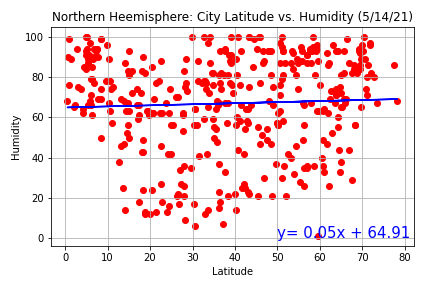 Northern Heemisphere: City Latitude vs. Humidity (5/14/21)
100
80
60
40
20
0
Humidity
y= 0.05x + 64.91
0 10 20 30 40 50 60 70 80
Latitude